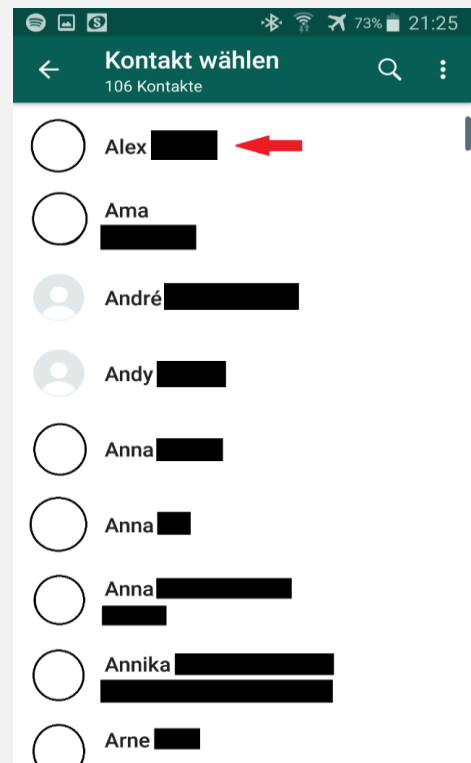 73% 21:25
Kontakt wählen
106 Kontakte
Alex
Ama
André
Andy
Anna
Anna
Anna
Annika
Arne